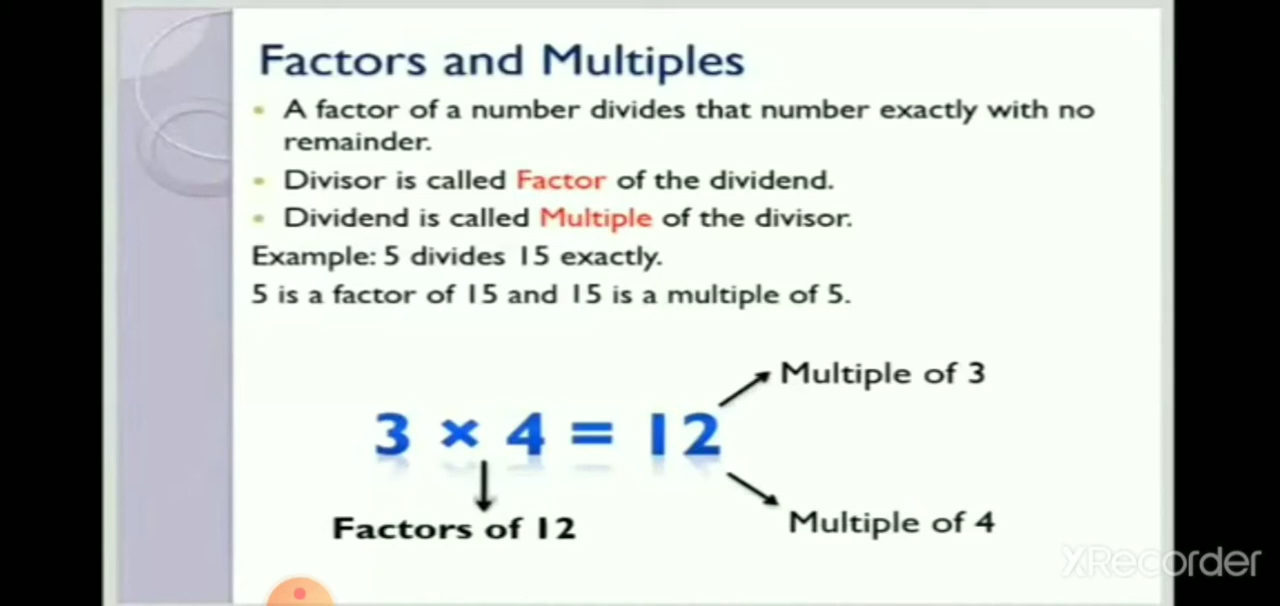 Factors and Multiples
• A factor of a number divides that number exactly with no
remainder.
• Divisor is called Factor of the dividend.
• Dividend is called Multiple of the divisor.
Example: 5 divides 15 exactly.
5 is a factor of 15 and 15 is a multiple of 5.
Multiple of 3
3 × 4 = 12
Factors of 12
Multiple of 4
XRecorder